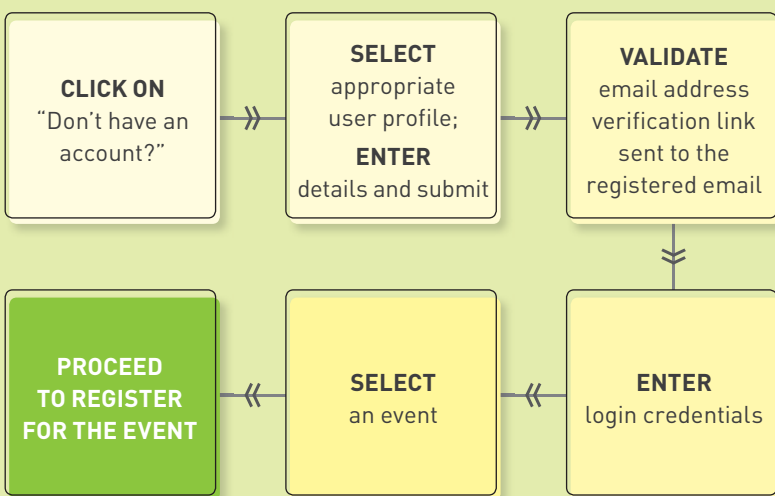 CLICK ON
“Don’t have an
account?”
SELECT
appropriate
user profile;
ENTER
details and submit
VALIDATE
email address
verification link
sent to the
registered email
ENTER
login credentials
SELECT
an event
PROCEED
TO REGISTER
FOR THE EVENT